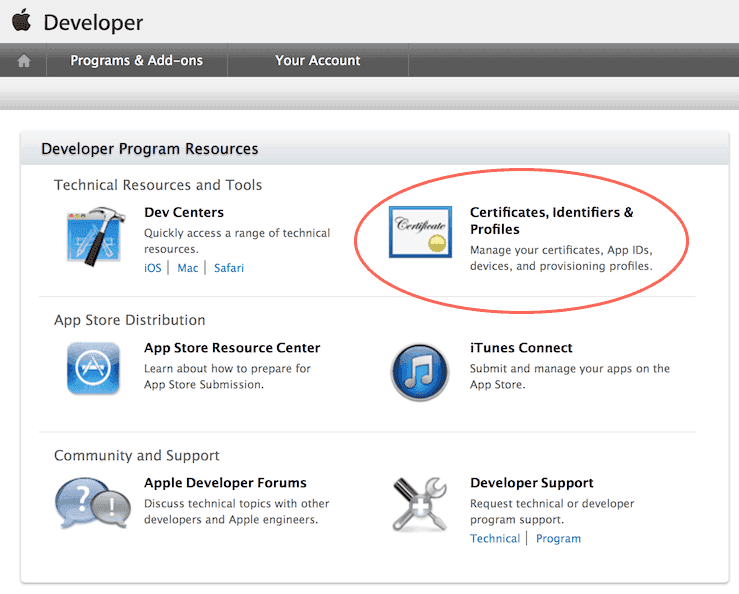 Developer
Programs & Add-ons
Your Account
Developer Program Resources
Technical Resources and Tools
Dev Centers
Quickly access a range of technical
resources.
iOS
Mac
Safari
Certificate
Certificates, Identifiers &
Profiles
Manage your certificates, App IDs,
devices, and provisioning profiles.
App Store Distribution
App Store Resource Center
Learn about how to prepare for
App Store Submission.
iTunes Connect
Submit and manage your apps on the
App Store.
Community and Support
?
!
Apple Developer Forums
Discuss technical topics with other
developers and Apple engineers.
Developer Support
Request technical or developer
program support.
Technical
Program